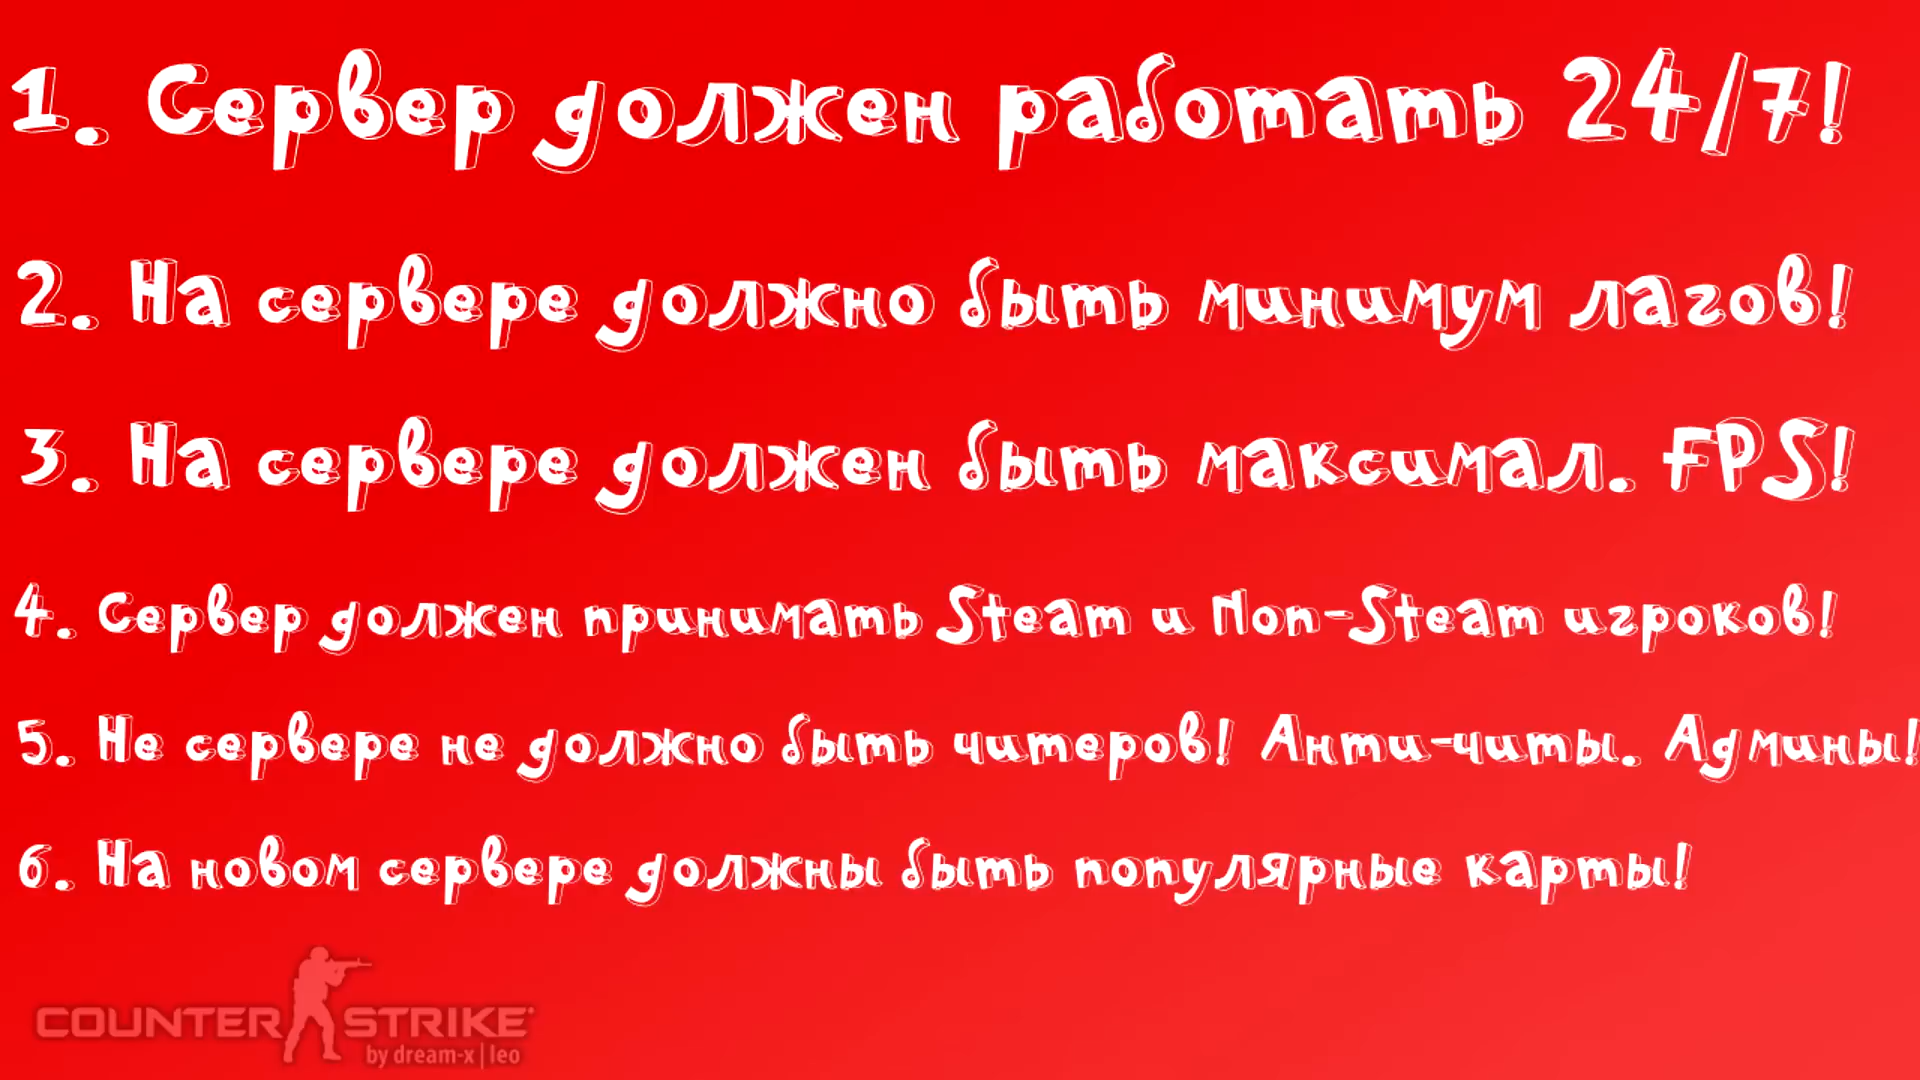 1. Сервер должен работать 24/7!
2. На сервере должно быть минимум лагов!
3. На сервере должен быть максимал. FPS!
4. Сервер должен принимать Steam и Non-Steam игроков!
5. Не сервере не должно быть читеров! Анти-читы. Админы!
6. На новом сервере должны быть популярные карты!
COUNTER STRIKE
by dream-x | leo